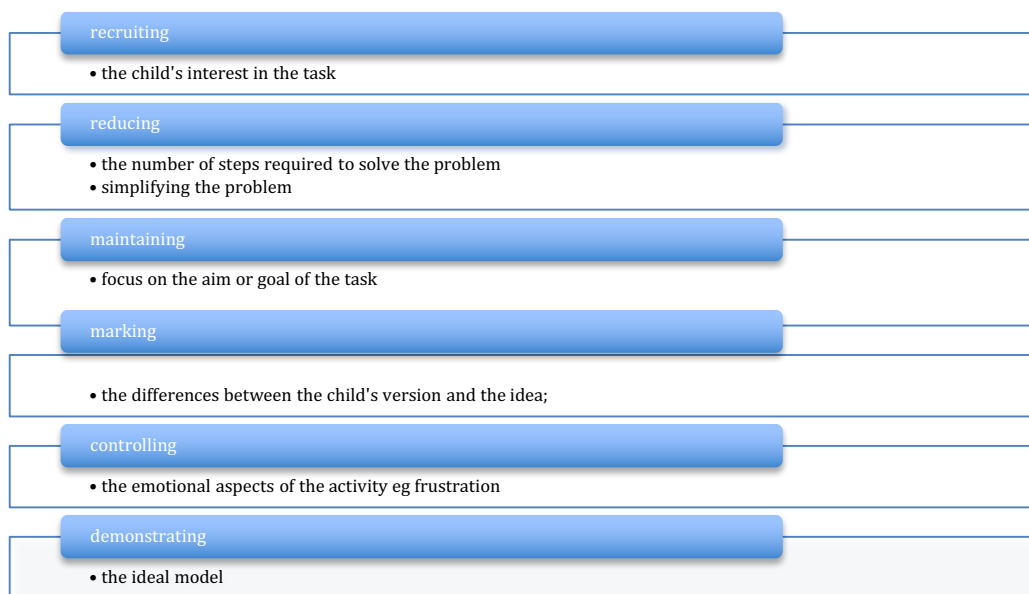 recruiting
• the child's interest in the task
reducing
• the number of steps required to solve the problem
• simplifying the problem
maintaining
• focus on the aim or goal of the task
marking
• the differences between the child's version and the idea;
controlling
• the emotional aspects of the activity eg frustration
demonstrating
• the ideal model